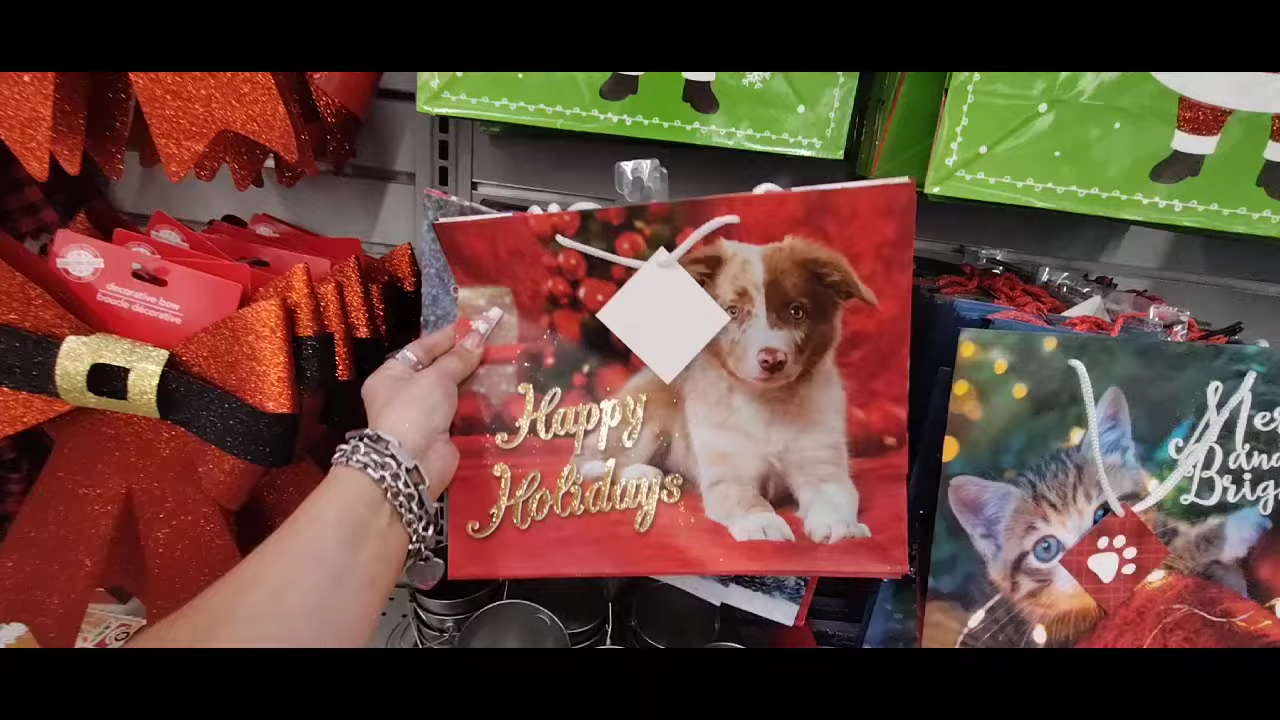 decorative bow
boucle décorative
Happy
Holidays